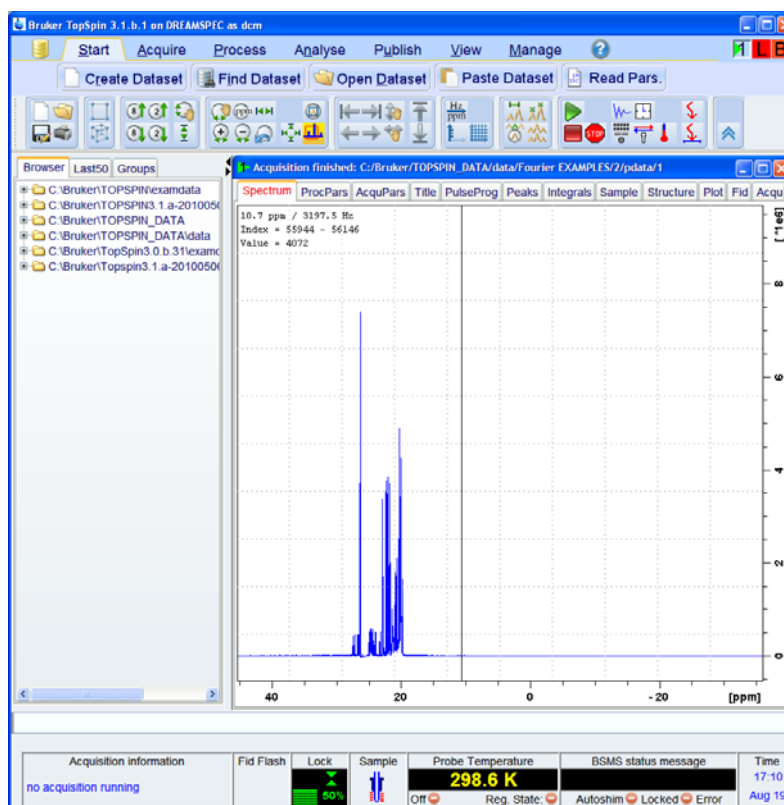 Bruker TopSpin 3.1.b.1 on DREAMSPEC as dcm
Start Acquire Process Analyse Publish View Manage ?
Create Dataset Find Dataset Open Dataset Paste Dataset Read Pars.
Browser Last50 Groups
C:\Bruker\TOPSPIN\examdata
C:\Bruker\TOPSPIN3.1.a-2010050
C:\Bruker\TOPSPIN_DATA
C:\Bruker\TOPSPIN_DATA\data
C:\Bruker\TopSpin3.0.b.31\examc
C:\Bruker\Topspin3.1.a-20100506
Acquisition finished: C:/Bruker/TOPSPIN_DATA/data/Fourier EXAMPLES/2/pdata/1
Spectrum ProcPars AcquPars Title PulseProg Peaks Integrals Sample Structure Plot Fid Acqu
10.7 ppm / 3197.5 Hz
Index = 55944 - 56146
Value = 4072
[*1e6]
8
6
4
2
0
40 20 0 -20 [ppm]
Acquisition information
no acquisition running
Fid Flash
Lock
50%
Sample
Probe Temperature
298.6 K
Off Reg. State:
BSMS status message
Autoshim Locked Error
Time
17:10
Aug 19